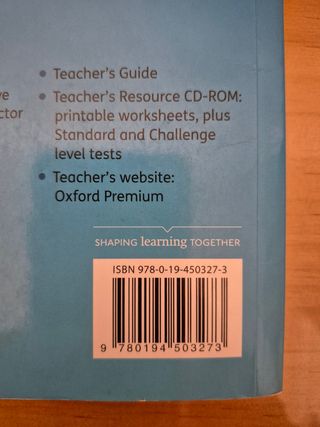 • Teacher's Guide
• Teacher's Resource CD-ROM:
printable worksheets, plus
Standard and Challenge
level tests
• Teacher's website:
Oxford Premium
SHAPING learning TOGETHER
ISBN 978-0-19-450327-3
9 780194 503273